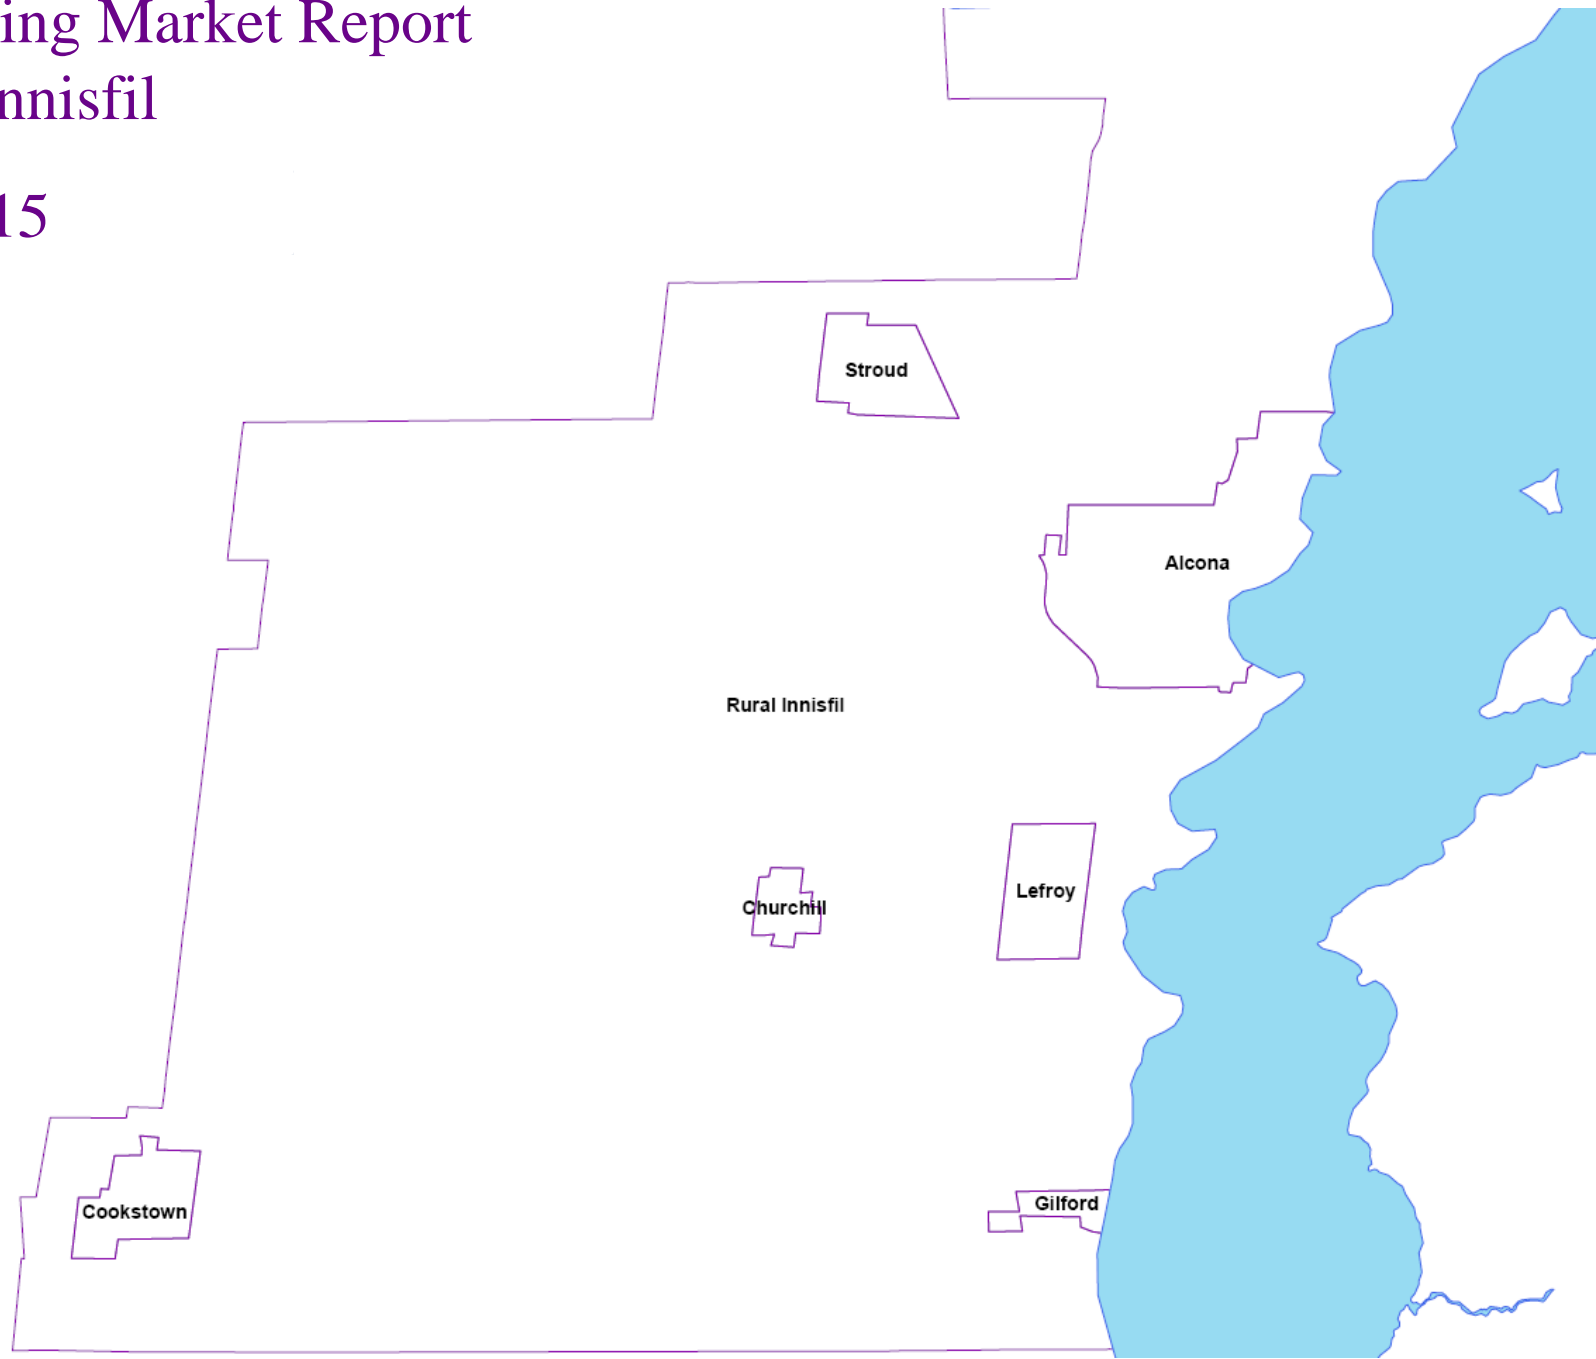 ing Market Report
nnisfil
15
Stroud
Alcona
Rural Innisfil
Lefroy
Churchill
Gilford
Cookstown